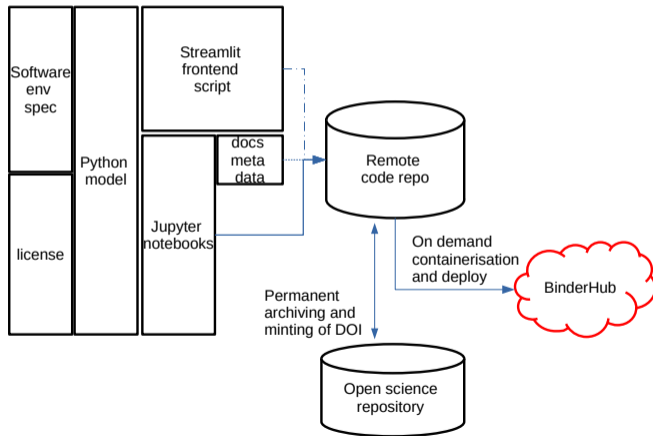 Software
env
spec
license
Python
model
Streamlit
frontend
script
docs
meta
data
Jupyter
notebooks
Remote
code repo
On demand
containerisation
and deploy
BinderHub
Permanent
archiving and
minting of DOI
Open science
repository